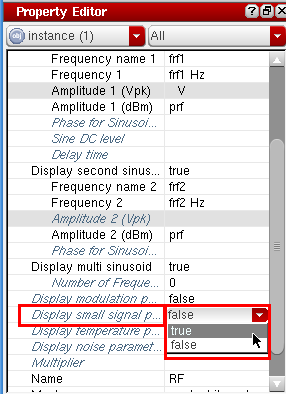 Property Editor
obj instance (1) All
Frequency name 1 frf1
Frequency 1 frf1 Hz
Amplitude 1 (Vpk) V
Amplitude 1 (dBm) prf
Phase for Sinusoi...
Sine DC level
Delay time
Display second sinus... true
Frequency name 2 frf2
Frequency 2 frf2 Hz
Amplitude 2 (Vpk)
Amplitude 2 (dBm) prf
Phase for Sinusoi...
Display multi sinusoid true
Number of Freque... 0
Display modulation p... false
Display small signal p... false
Display temperature p... true
Display noise paramet... false
Multiplier
Name RF